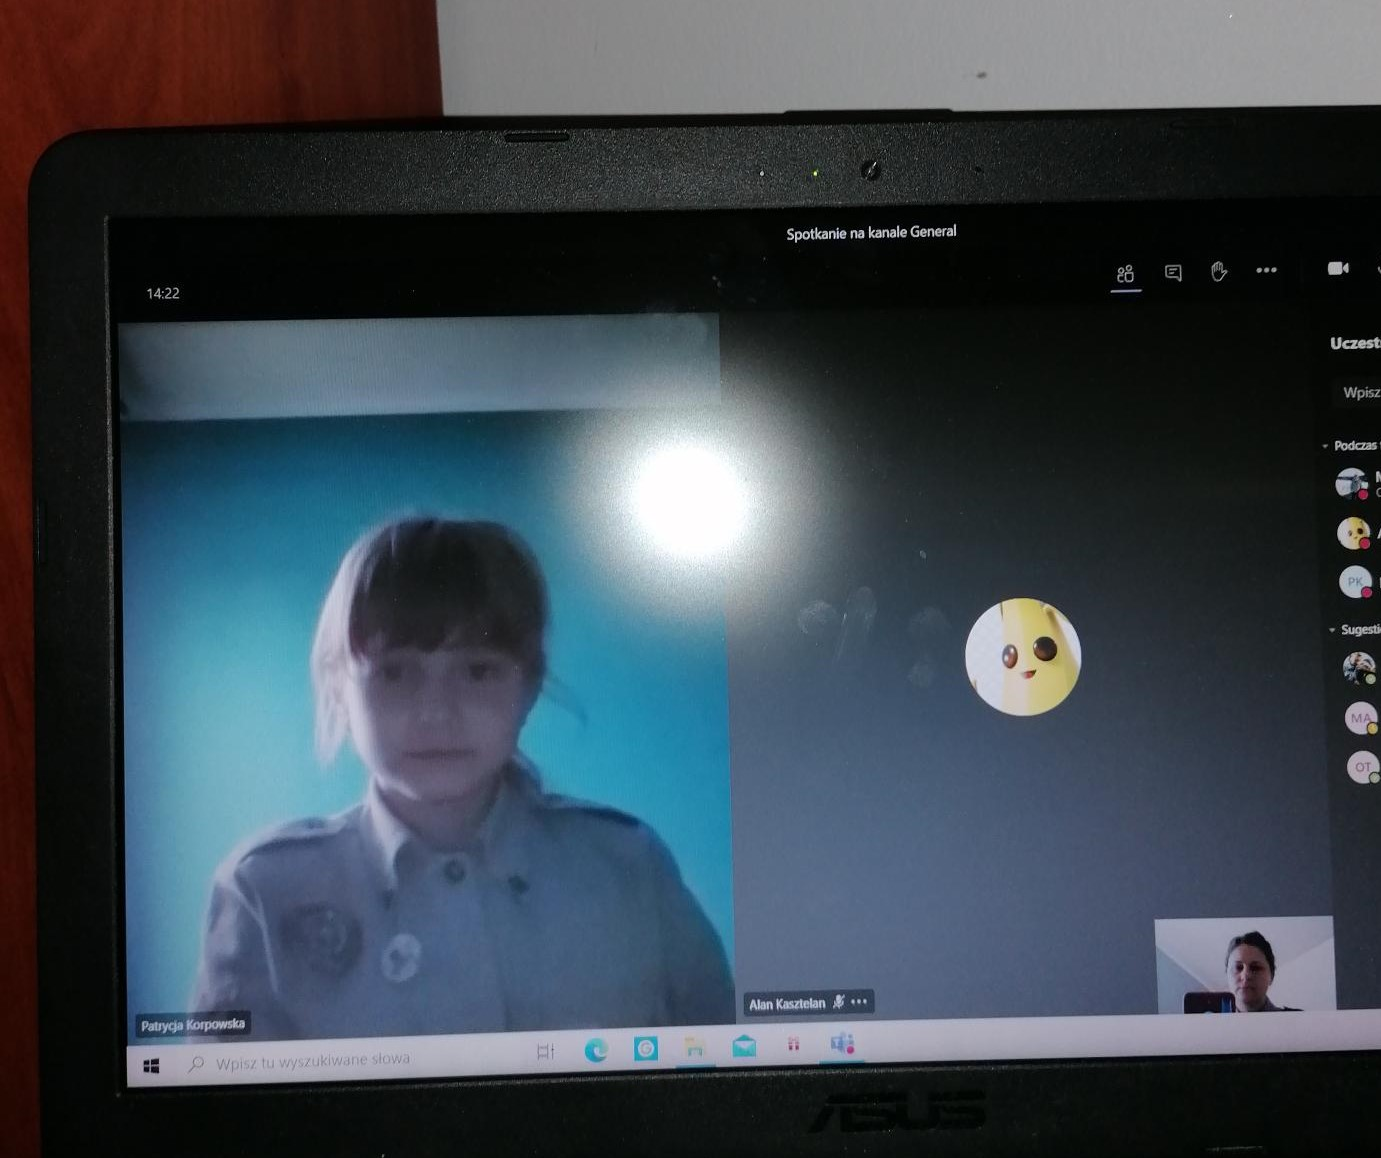 Spotkanie na kanale General
14:22
Uczest
Wpisz
Podczas
PK
Sugesti
MA
OT
Alan Kasztelan
Patrycja Korpowska
Wpisz tu wyszukiwane słowa
ASUS